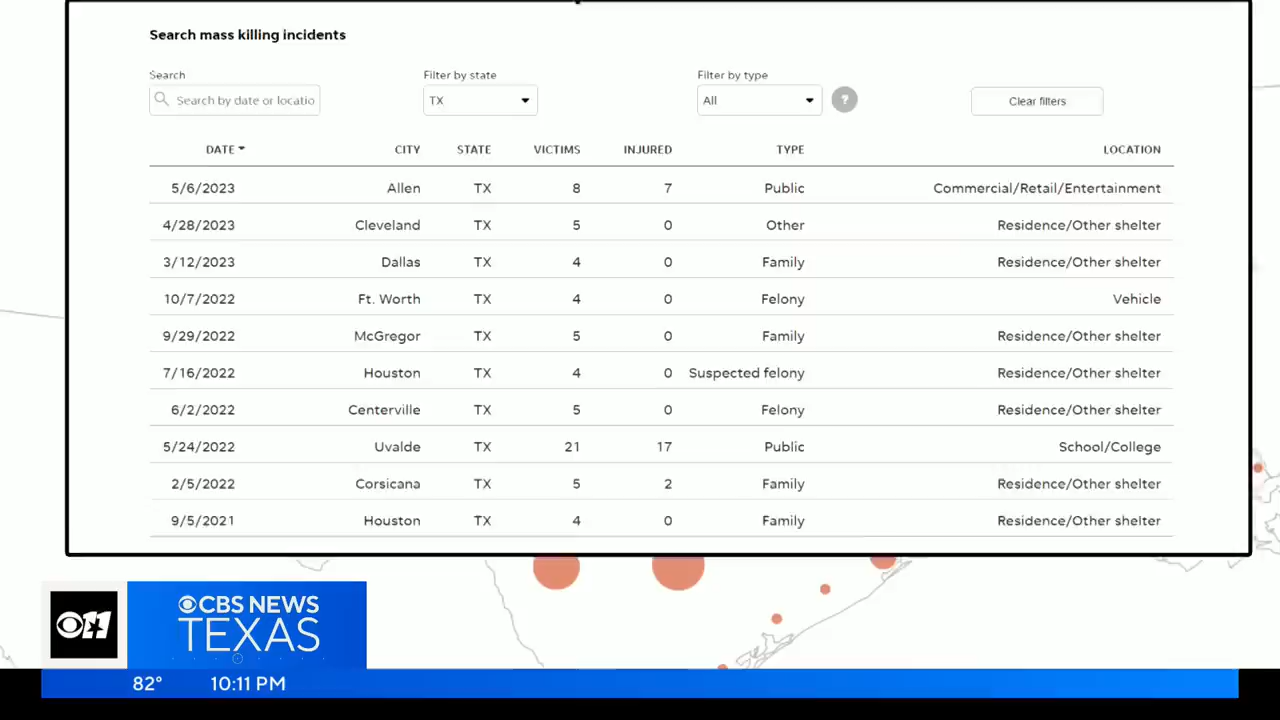 Search mass killing incidents
Search Filter by state Filter by type
Search by date or locatio TX All ? Clear filters
DATE CITY STATE VICTIMS INJURED TYPE LOCATION
5/6/2023 Allen TX 8 7 Public Commercial/Retail/Entertainment
4/28/2023 Cleveland TX 5 0 Other Residence/Other shelter
3/12/2023 Dallas TX 4 0 Family Residence/Other shelter
10/7/2022 Ft. Worth TX 4 0 Felony Vehicle
9/29/2022 McGregor TX 5 0 Family Residence/Other shelter
7/16/2022 Houston TX 4 0 Suspected felony Residence/Other shelter
6/2/2022 Centerville TX 5 0 Felony Residence/Other shelter
5/24/2022 Uvalde TX 21 17 Public School/College
2/5/2022 Corsicana TX 5 2 Family Residence/Other shelter
9/5/2021 Houston TX 4 0 Family Residence/Other shelter
11
CBS NEWS
TEXAS
82° 10:11 PM